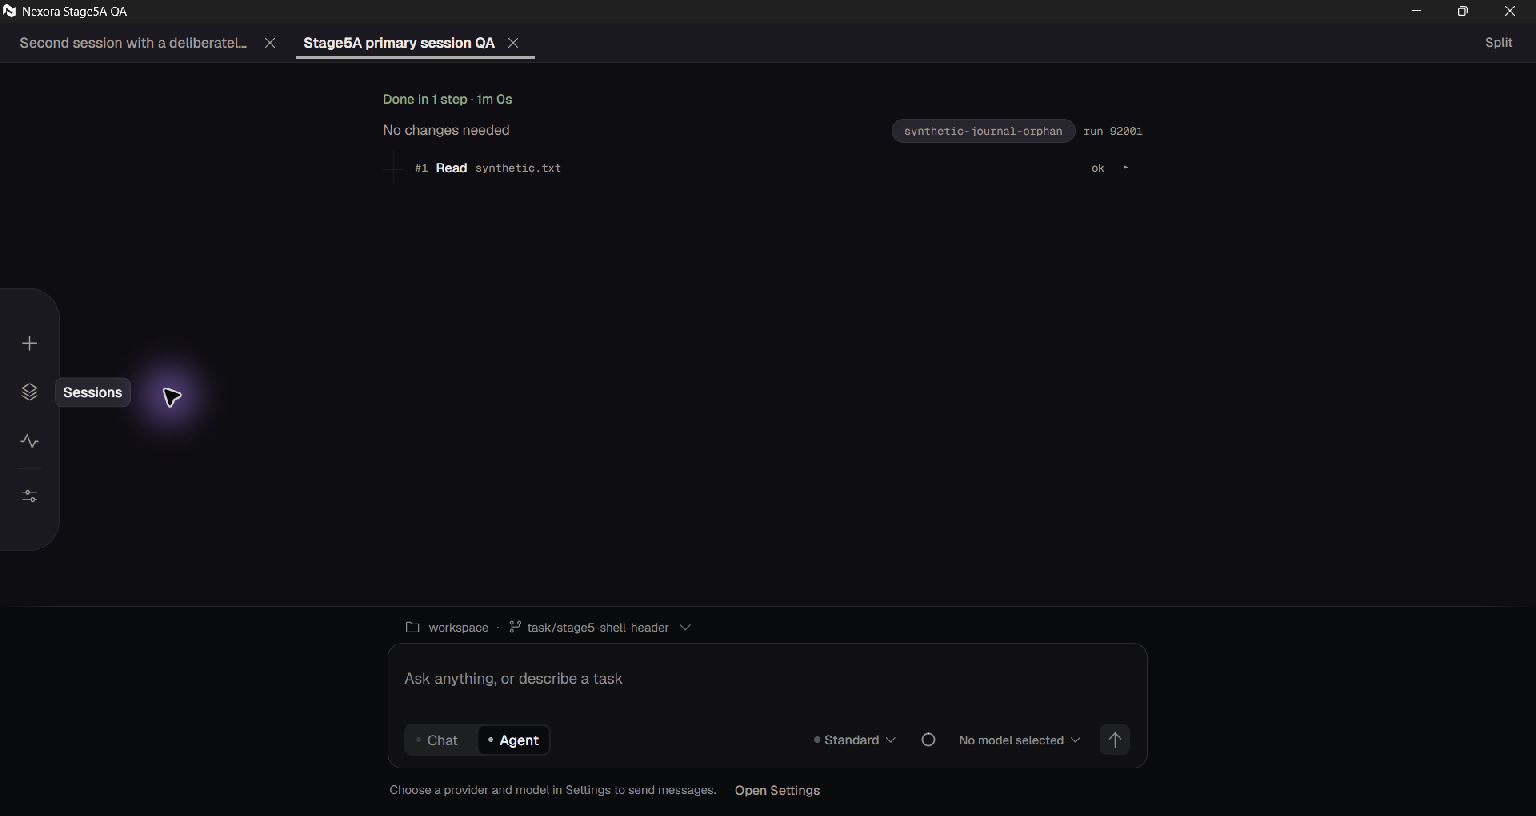 Nexora Stage5A QA
Second session with a deliberatel...
Stage5A primary session QA
Split
Done in 1 step · 1m 0s
No changes needed
synthetic-journal-orphan run 92001
#1 Read synthetic.txt
ok
Sessions
workspace · task/stage5-shell-header
Ask anything, or describe a task
Chat
Agent
Standard
No model selected
Choose a provider and model in Settings to send messages. Open Settings